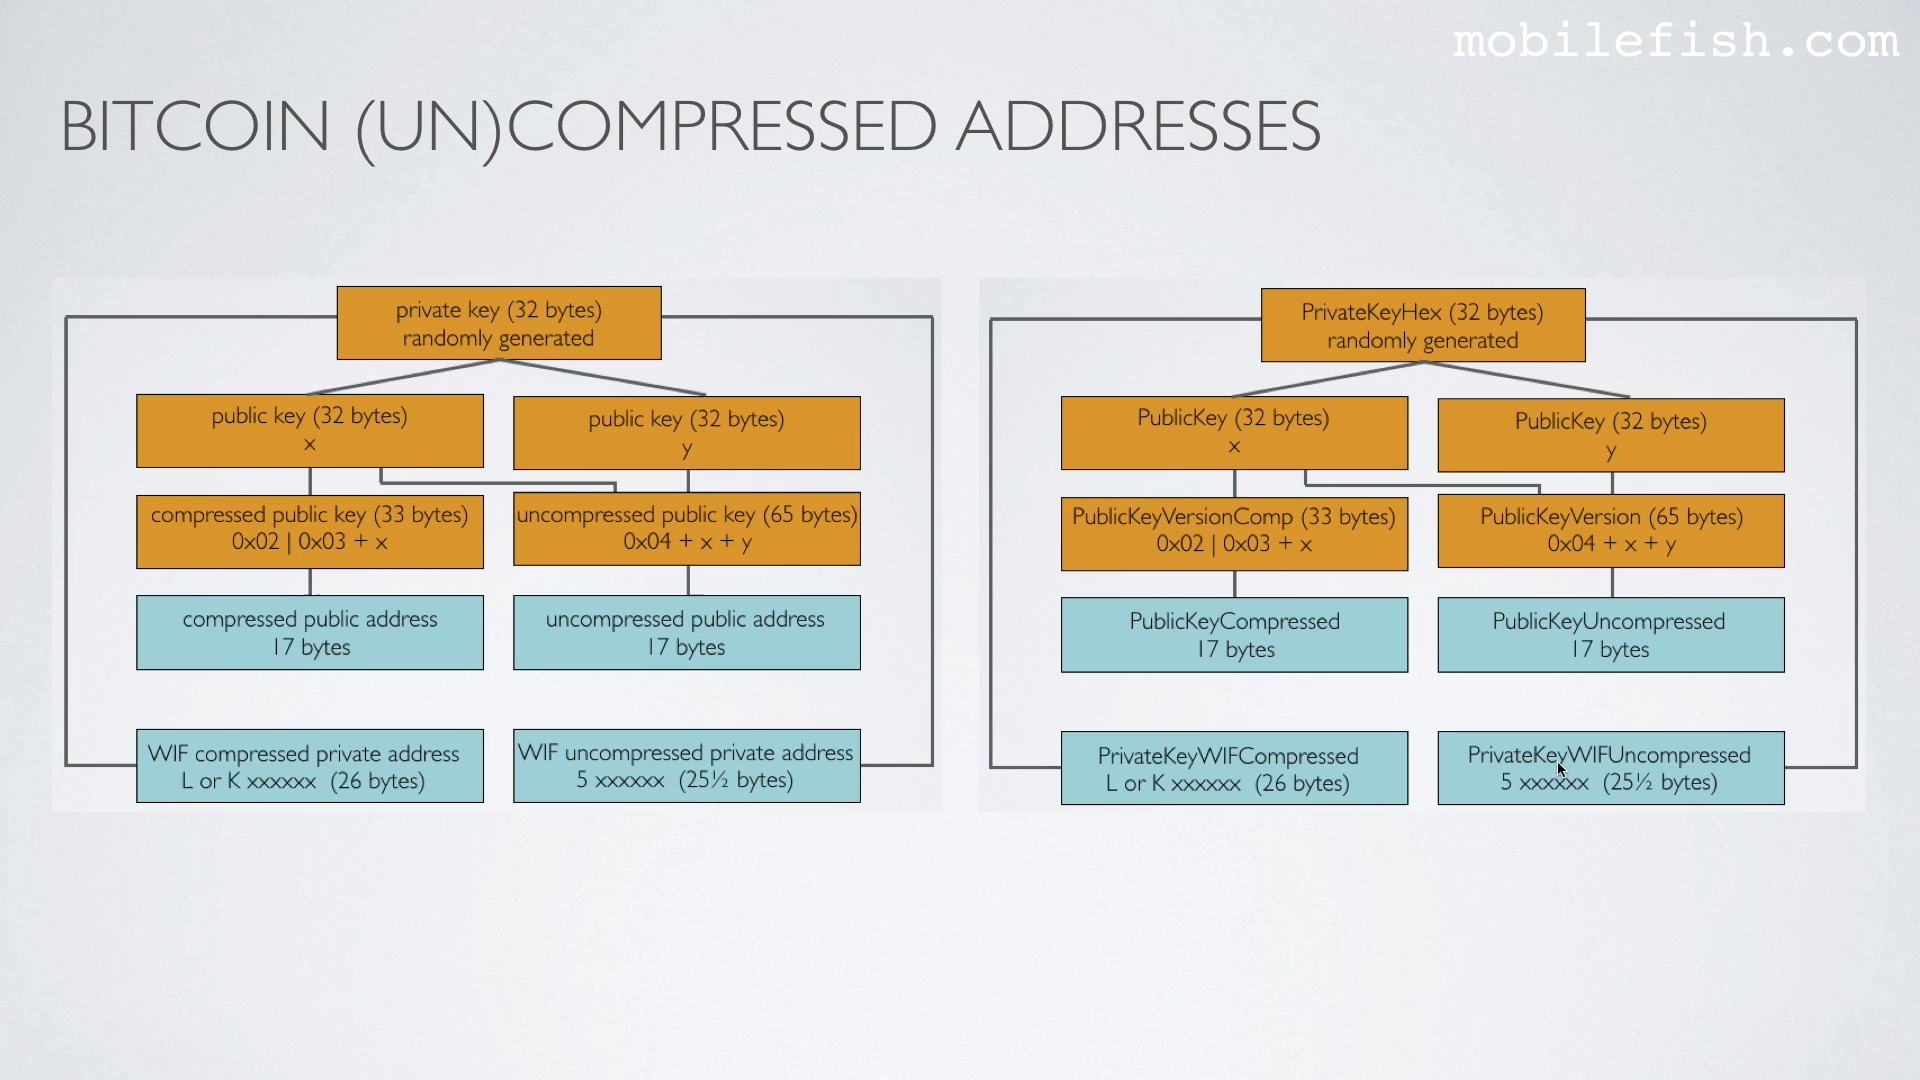 mobilefish.com
BITCOIN (UN)COMPRESSED ADDRESSES
private key (32 bytes)
randomly generated
public key (32 bytes)
x
public key (32 bytes)
y
compressed public key (33 bytes)
0x02 | 0x03 + x
uncompressed public key (65 bytes)
0x04 + x + y
compressed public address
17 bytes
uncompressed public address
17 bytes
WIF compressed private address
L or K xxxxxx (26 bytes)
WIF uncompressed private address
5 xxxxxx (25½ bytes)
PrivateKeyHex (32 bytes)
randomly generated
PublicKey (32 bytes)
x
PublicKey (32 bytes)
y
PublicKeyVersionComp (33 bytes)
0x02 | 0x03 + x
PublicKeyVersion (65 bytes)
0x04 + x + y
PublicKeyCompressed
17 bytes
PublicKeyUncompressed
17 bytes
PrivateKeyWIFCompressed
L or K xxxxxx (26 bytes)
PrivateKeyWIFUncompressed
5 xxxxxx (25½ bytes)